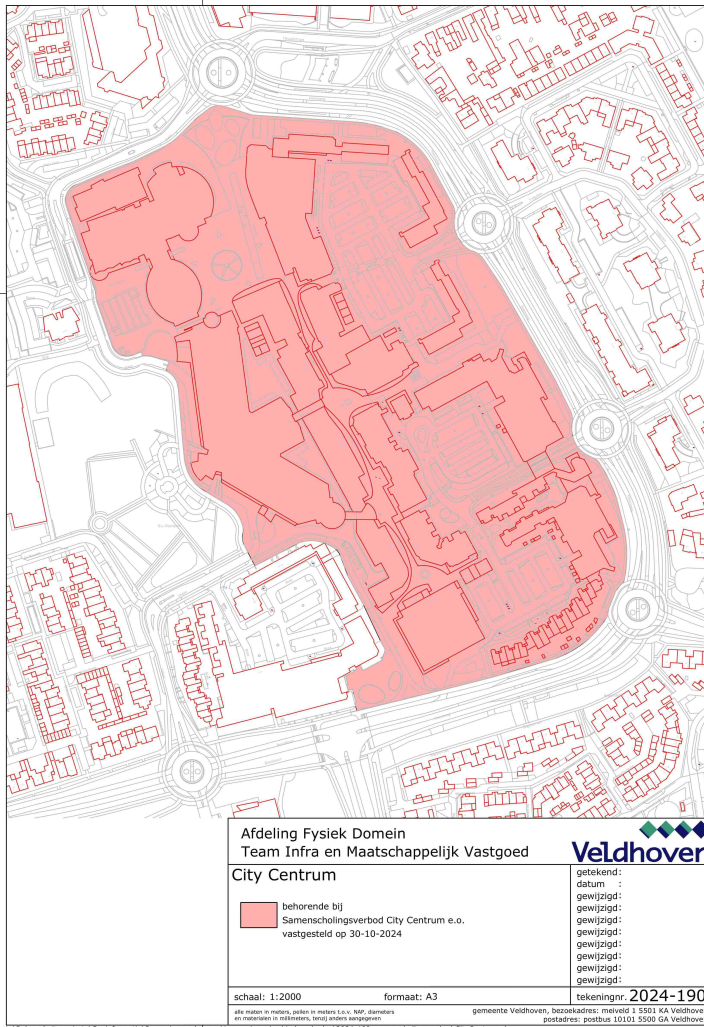 Afdeling Fysiek Domein
Team Infra en Maatschappelijk Vastgoed
Veldhoven
City Centrum
behorende bij
Samenscholingsverbod City Centrum e.o.
vastgesteld op 30-10-2024
getekend:
datum :
gewijzigd:
gewijzigd:
gewijzigd:
gewijzigd:
gewijzigd:
gewijzigd:
gewijzigd:
gewijzigd:
schaal: 1:2000
formaat: A3
tekeningnr. 2024-190
alle maten in meters, peilen in meters t.o.v. NAP, diameters
en materialen in millimeters, tenzij anders aangegeven
gemeente Veldhoven, bezoekadres: meiveld 1 5501 KA Veldhove
postadres: postbus 10101 5500 GA Veldhove